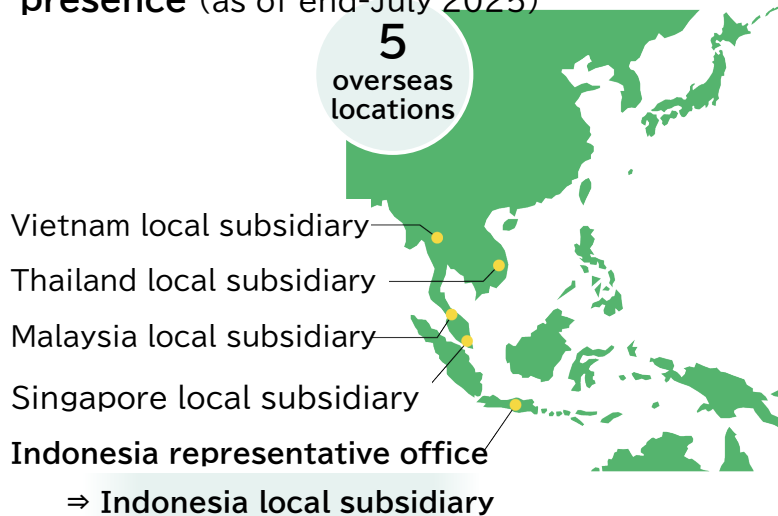 presence (as of end-July 2025)
5
overseas
locations
Vietnam local subsidiary
Thailand local subsidiary
Malaysia local subsidiary
Singapore local subsidiary
Indonesia representative office
⇒ Indonesia local subsidiary